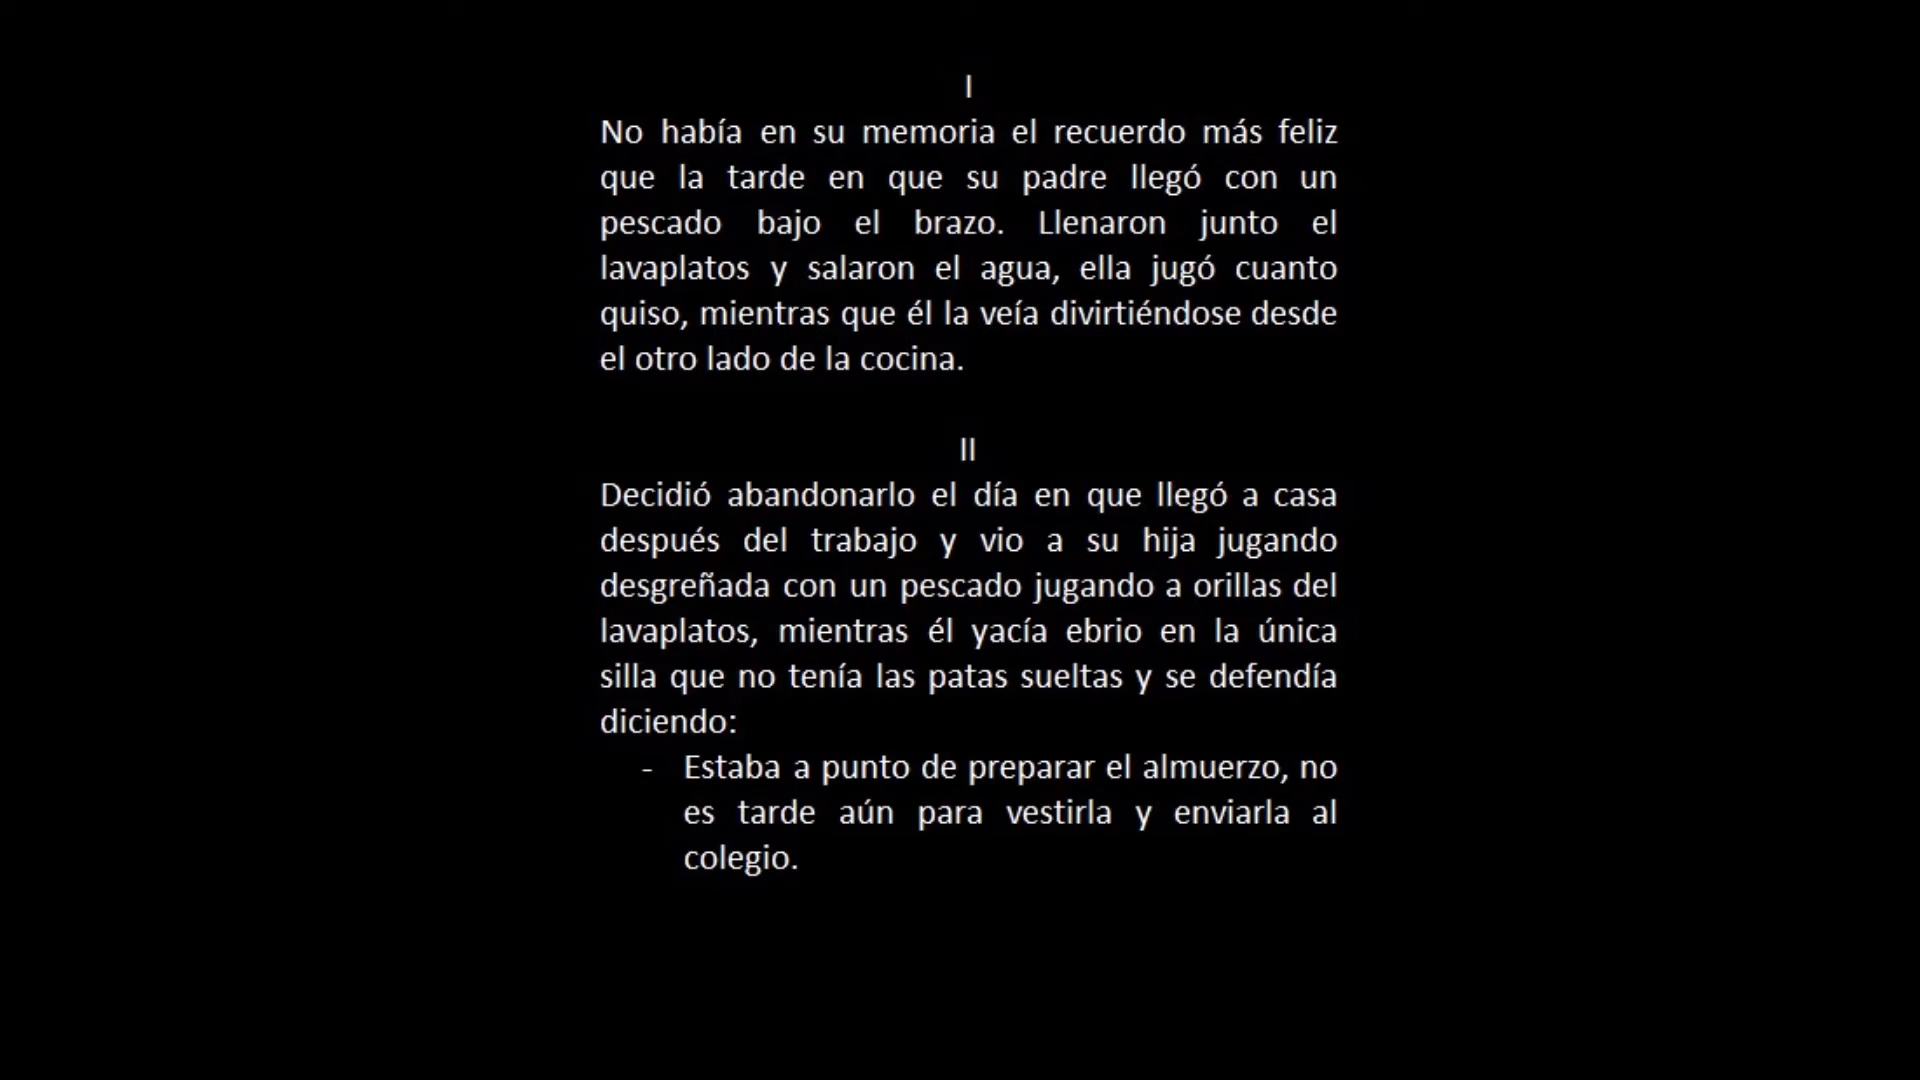 I
No había en su memoria el recuerdo más feliz
que la tarde en que su padre llegó con un
pescado bajo el brazo. Llenaron junto el
lavaplatos y salaron el agua, ella jugó cuanto
quiso, mientras que él la veía divirtiéndose desde
el otro lado de la cocina.
II
Decidió abandonarlo el día en que llegó a casa
después del trabajo y vio a su hija jugando
desgreñada con un pescado jugando a orillas del
lavaplatos, mientras él yacía ebrio en la única
silla que no tenía las patas sueltas y se defendía
diciendo:
- Estaba a punto de preparar el almuerzo, no
es tarde aún para vestirla y enviarla al
colegio.